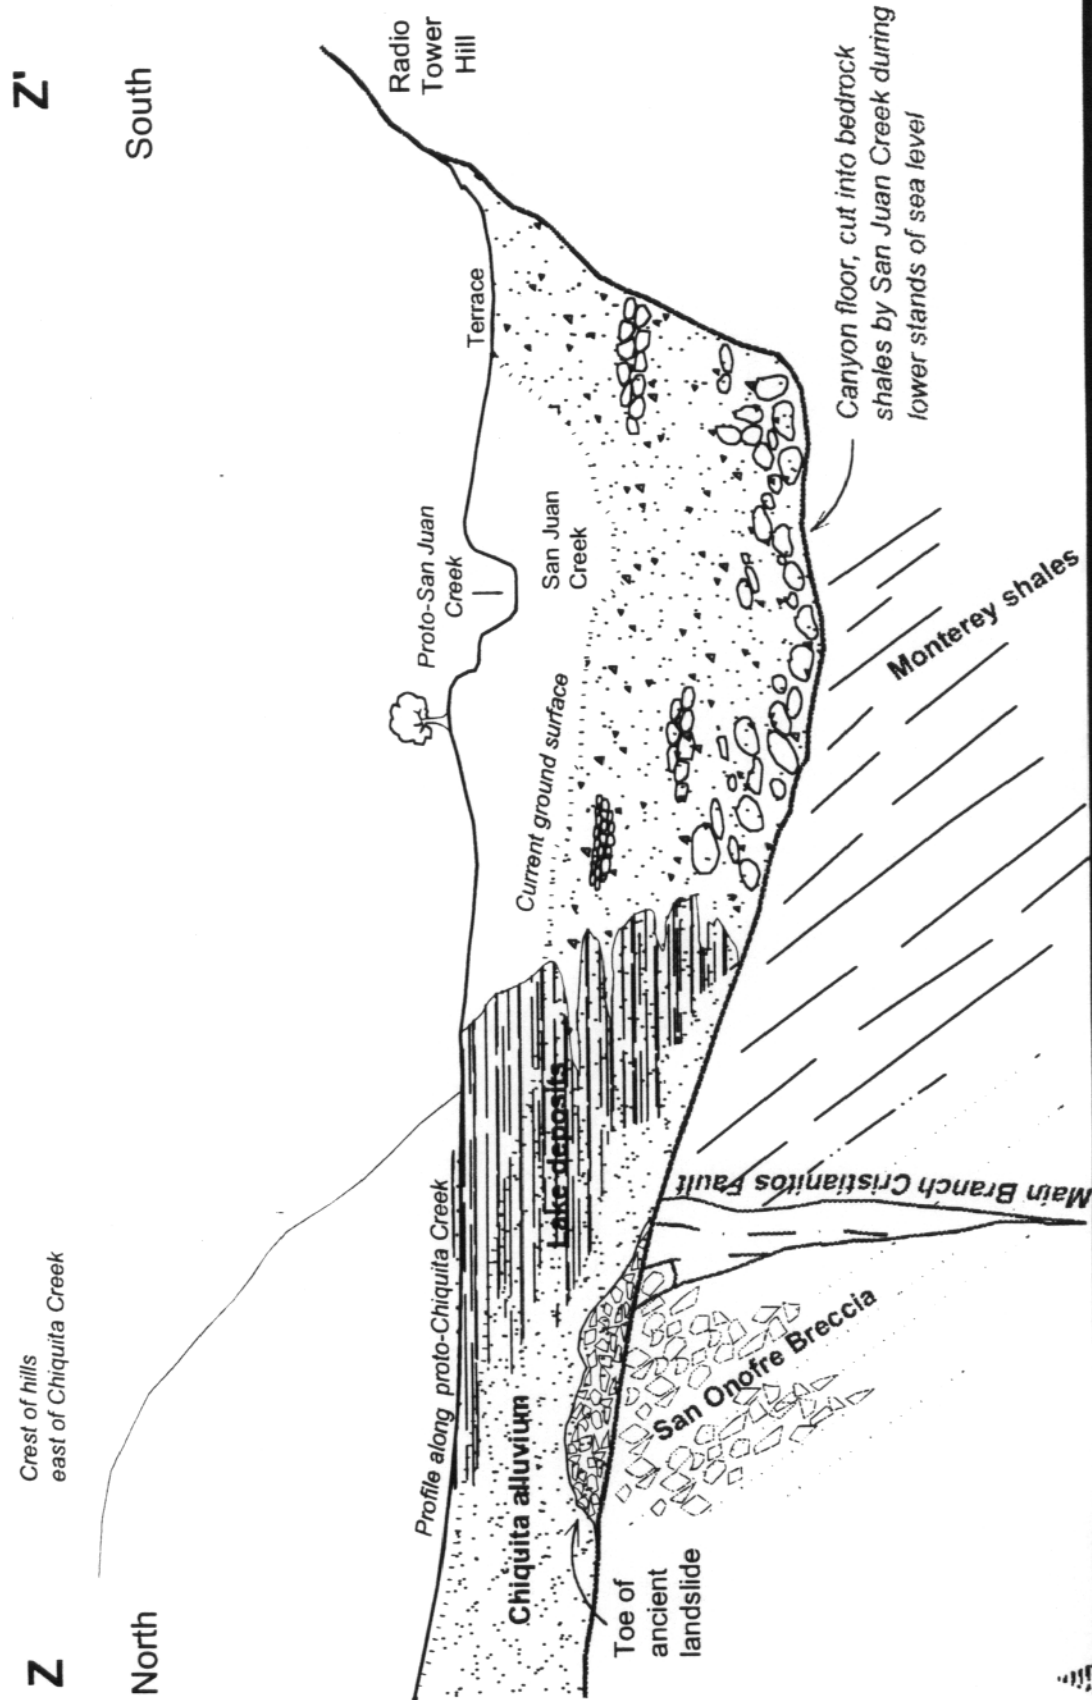 Z
Z'
North
South
Crest of hills
east of Chiquita Creek
Radio
Tower
Hill
Terrace
Proto-San Juan
Creek
San Juan
Creek
Current ground surface
Profile along proto-Chiquita Creek
Lake deposits
Chiquita alluvium
Toe of
ancient
landslide
San Onofre Breccia
Main Branch Cristianitos Fault
Monterey shales
Canyon floor, cut into bedrock
shales by San Juan Creek during
lower stands of sea level